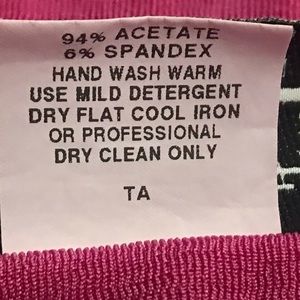 94% ACETATE
6% SPANDEX
HAND WASH WARM
USE MILD DETERGENT
DRY FLAT COOL IRON
OR PROFESSIONAL
DRY CLEAN ONLY
TA